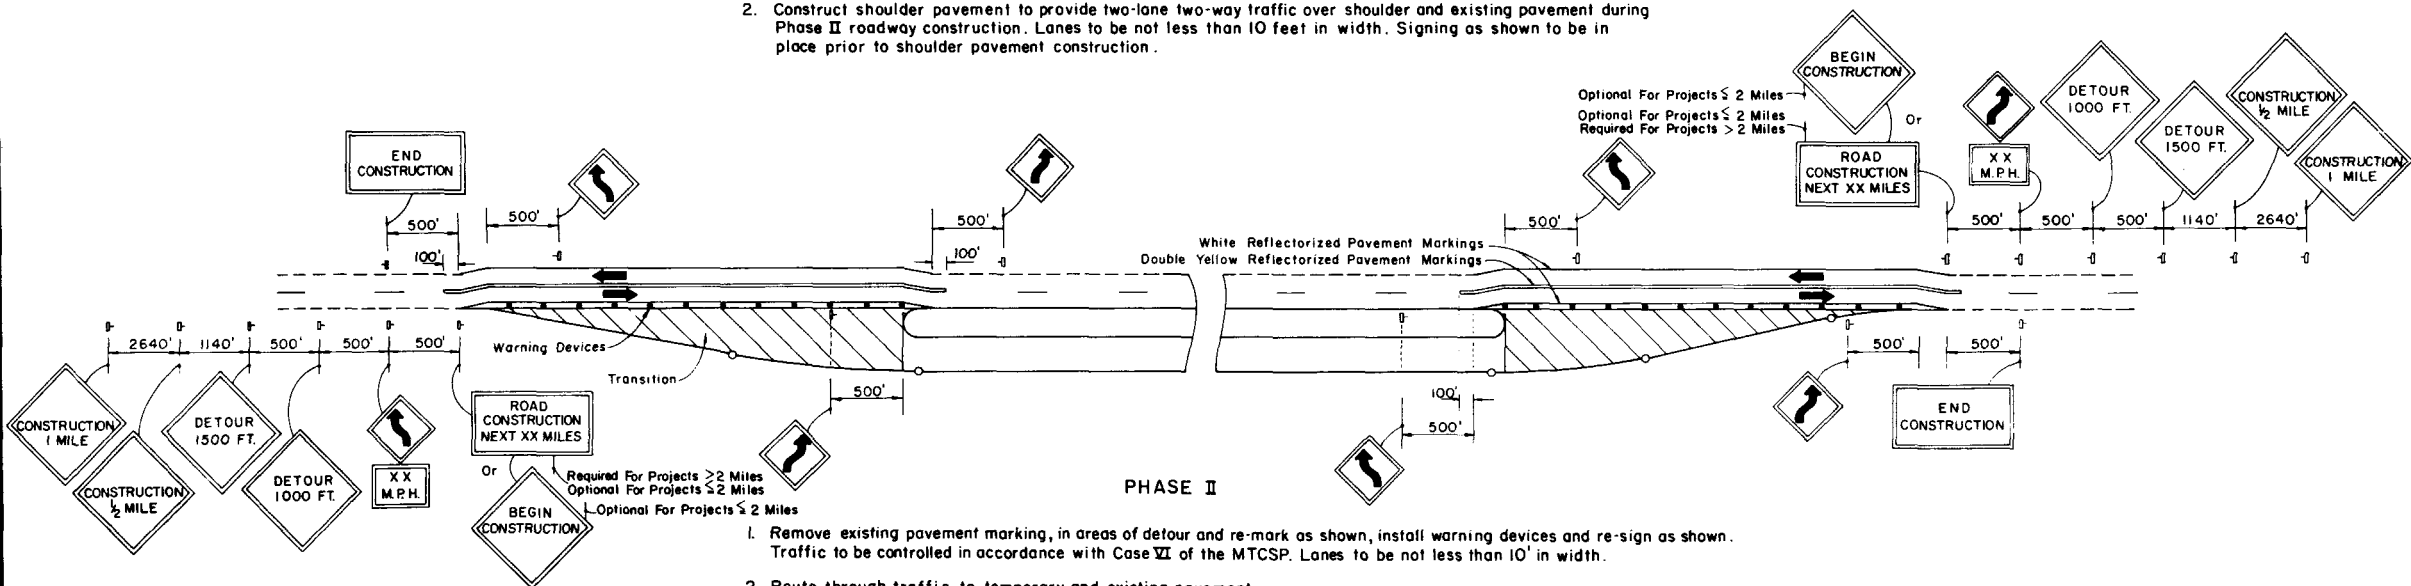 2. Construct shoulder pavement to provide two-lane two-way traffic over shoulder and existing pavement during
Phase II roadway construction. Lanes to be not less than 10 feet in width. Signing as shown to be in
place prior to shoulder pavement construction.
BEGIN
CONSTRUCTION
Optional For Projects ≦ 2 Miles
Optional For Projects ≦ 2 Miles
Required For Projects > 2 Miles
Or
ROAD
CONSTRUCTION
NEXT XX MILES
XX
M.P.H.
DETOUR
1000 FT.
DETOUR
1500 FT.
CONSTRUCTION
1/2 MILE
CONSTRUCTION
1 MILE
END
CONSTRUCTION
500'
500'
500'
500'
500'
500'
500'
1140'
2640'
100'
100'
White Reflectorized Pavement Markings
Double Yellow Reflectorized Pavement Markings
2640'
1140'
500'
500'
500'
Warning Devices
Transition
500'
500'
500'
100'
500'
CONSTRUCTION
1 MILE
CONSTRUCTION
1/2 MILE
DETOUR
1500 FT.
DETOUR
1000 FT.
XX
M.P.H.
ROAD
CONSTRUCTION
NEXT XX MILES
Or
Required For Projects ≥ 2 Miles
Optional For Projects ≦ 2 Miles
Optional For Projects ≦ 2 Miles
BEGIN
CONSTRUCTION
END
CONSTRUCTION
PHASE II
1. Remove existing pavement marking, in areas of detour and re-mark as shown, install warning devices and re-sign as shown.
Traffic to be controlled in accordance with Case VI of the MTCSP. Lanes to be not less than 10' in width.
2. Route through traffic to temporary and existing pavement